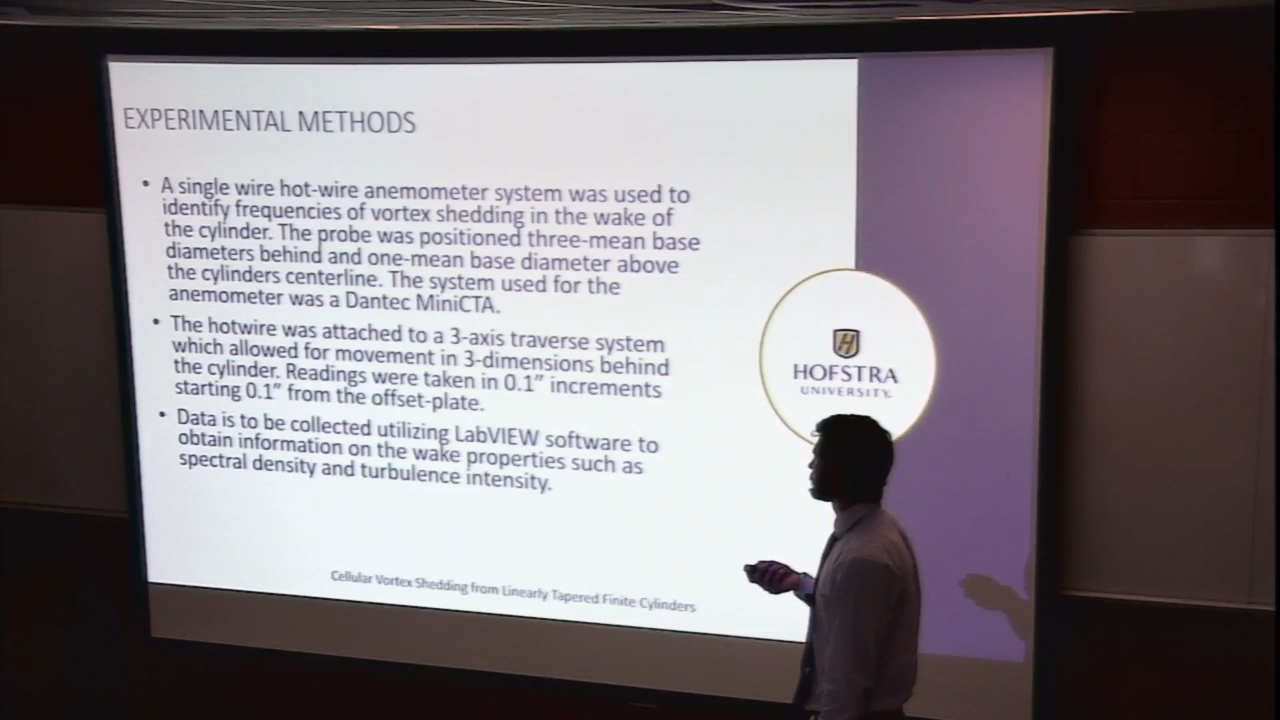 EXPERIMENTAL METHODS
• A single wire hot-wire anemometer system was used to
identify frequencies of vortex shedding in the wake of
the cylinder. The probe was positioned three-mean base
diameters behind and one-mean base diameter above
the cylinders centerline. The system used for the
anemometer was a Dantec MiniCTA.
• The hotwire was attached to a 3-axis traverse system
which allowed for movement in 3-dimensions behind
the cylinder. Readings were taken in 0.1” increments
starting 0.1” from the offset-plate.
• Data is to be collected utilizing LabVIEW software to
obtain information on the wake properties such as
spectral density and turbulence intensity.
H
HOFSTRA
UNIVERSITY.
Cellular Vortex Shedding from Linearly Tapered Finite Cylinders